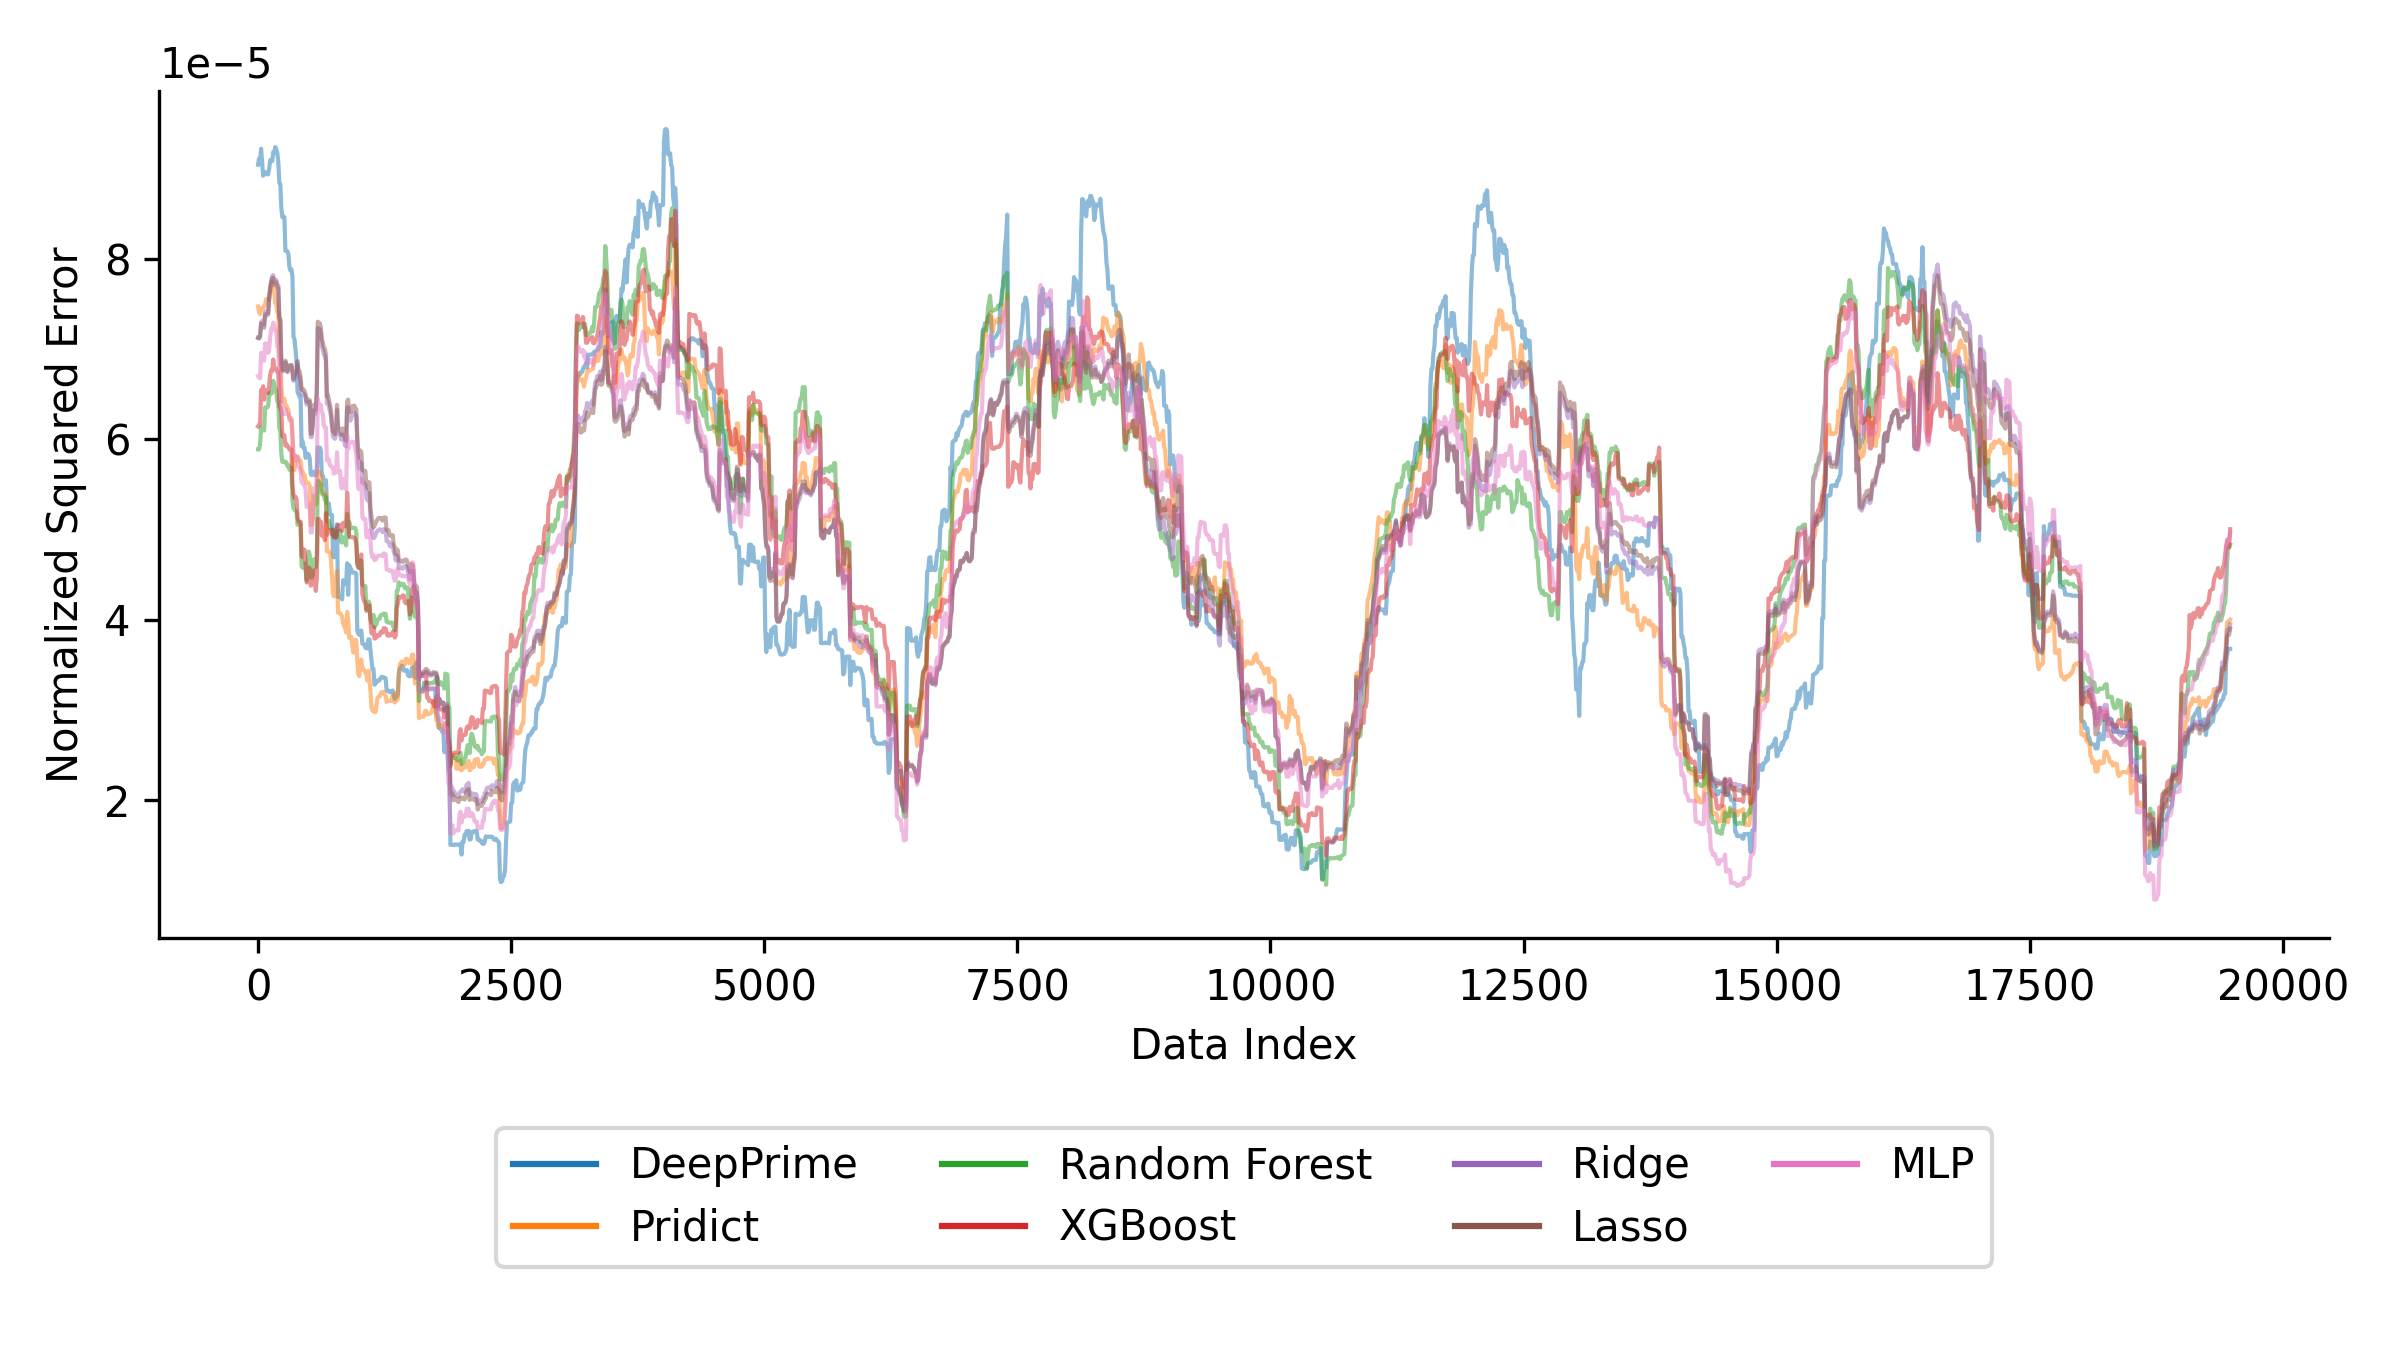 1e−5
Normalized Squared Error
8
6
4
2
0 2500 5000 7500 10000 12500 15000 17500 20000
Data Index
DeepPrime Random Forest Ridge MLP
Pridict XGBoost Lasso